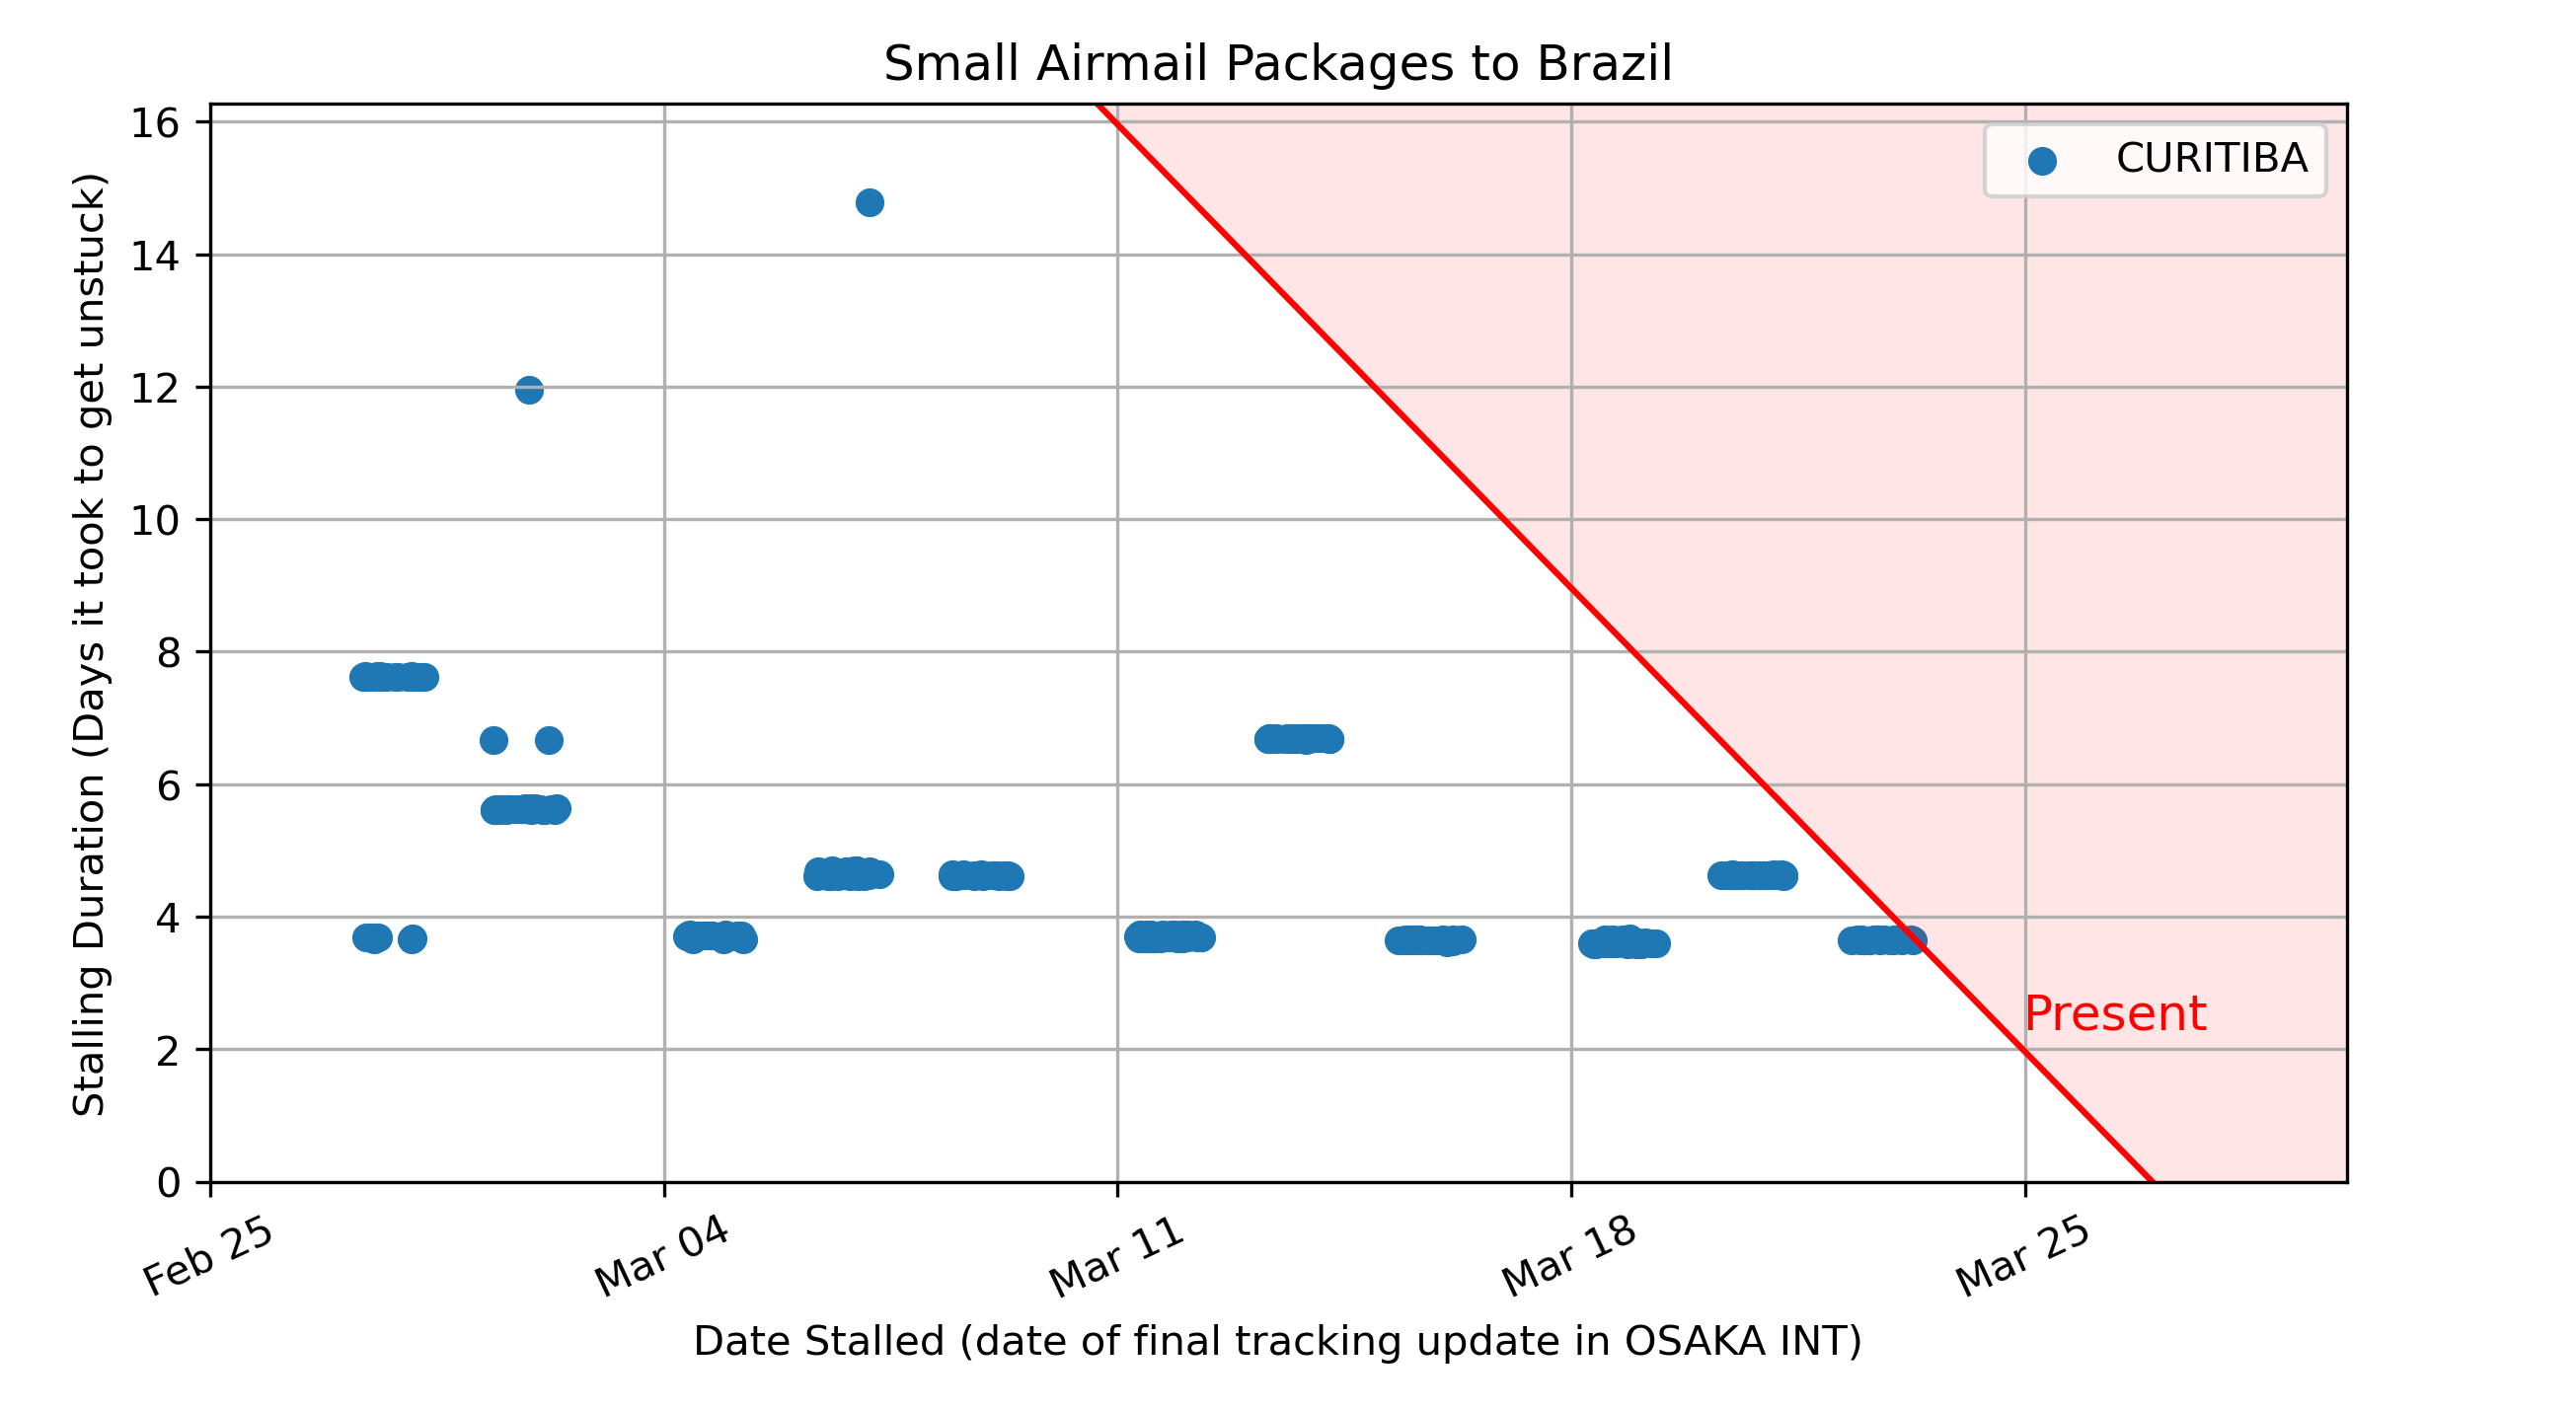 Small Airmail Packages to Brazil
Stalling Duration (Days it took to get unstuck)
16
14
12
10
8
6
4
2
0
CURITIBA
Present
Feb 25
Mar 04
Mar 11
Mar 18
Mar 25
Date Stalled (date of final tracking update in OSAKA INT)